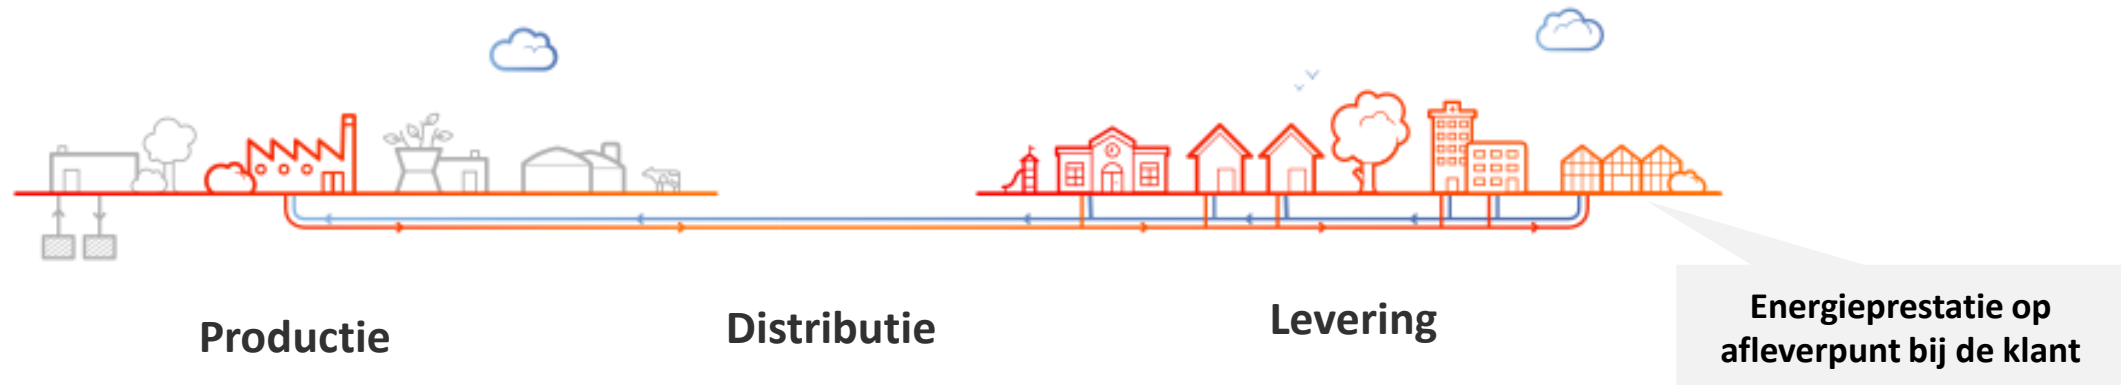 Productie
Distributie
Levering
Energieprestatie op
afleverpunt bij de klant